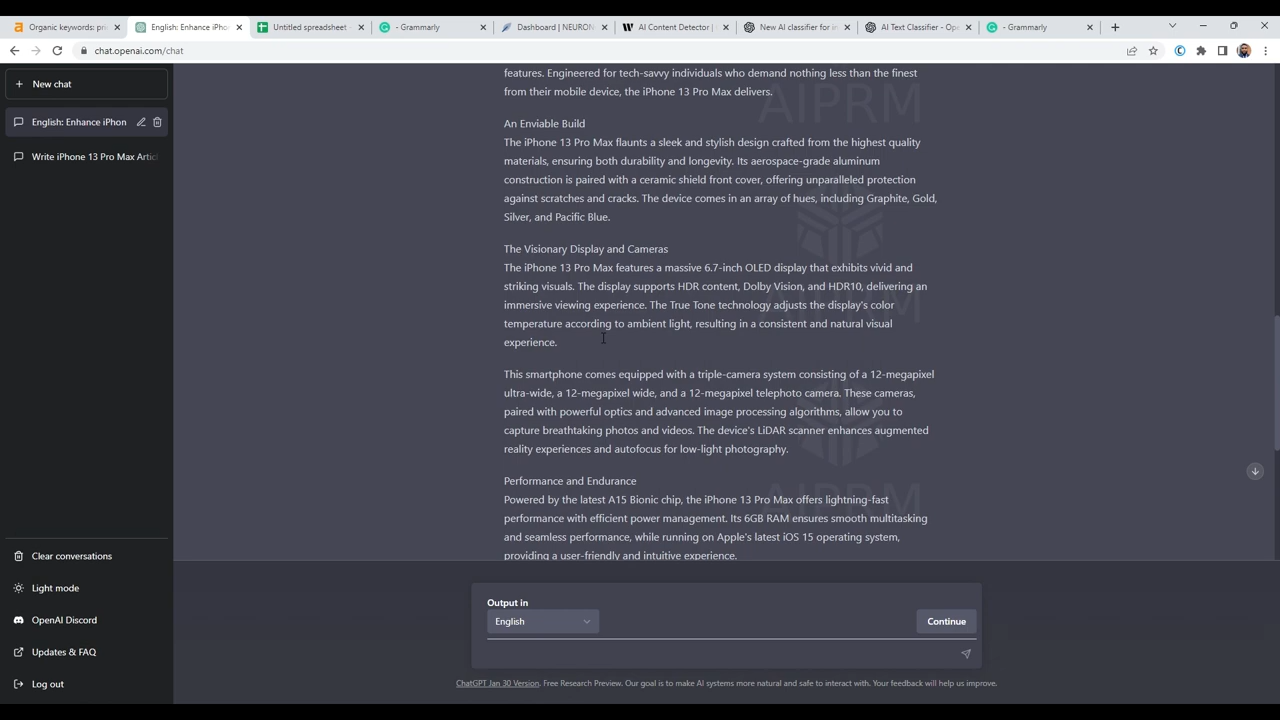 Organic keywords: pri
English: Enhance iPhon
Untitled spreadsheet
- Grammarly
Dashboard | NEURON
AI Content Detector |
New AI classifier for in
AI Text Classifier - Ope
- Grammarly
chat.openai.com/chat
New chat
English: Enhance iPhon
Write iPhone 13 Pro Max Artic
features. Engineered for tech-savvy individuals who demand nothing less than the finest
from their mobile device, the iPhone 13 Pro Max delivers.
An Enviable Build
The iPhone 13 Pro Max flaunts a sleek and stylish design crafted from the highest quality
materials, ensuring both durability and longevity. Its aerospace-grade aluminum
construction is paired with a ceramic shield front cover, offering unparalleled protection
against scratches and cracks. The device comes in an array of hues, including Graphite, Gold,
Silver, and Pacific Blue.
The Visionary Display and Cameras
The iPhone 13 Pro Max features a massive 6.7-inch OLED display that exhibits vivid and
striking visuals. The display supports HDR content, Dolby Vision, and HDR10, delivering an
immersive viewing experience. The True Tone technology adjusts the display's color
temperature according to ambient light, resulting in a consistent and natural visual
experience.
This smartphone comes equipped with a triple-camera system consisting of a 12-megapixel
ultra-wide, a 12-megapixel wide, and a 12-megapixel telephoto camera. These cameras,
paired with powerful optics and advanced image processing algorithms, allow you to
capture breathtaking photos and videos. The device's LiDAR scanner enhances augmented
reality experiences and autofocus for low-light photography.
Performance and Endurance
Powered by the latest A15 Bionic chip, the iPhone 13 Pro Max offers lightning-fast
performance with efficient power management. Its 6GB RAM ensures smooth multitasking
and seamless performance, while running on Apple's latest iOS 15 operating system,
providing a user-friendly and intuitive experience.
AIPRM
AIPRM
AIPRM
Clear conversations
Light mode
OpenAI Discord
Updates & FAQ
Log out
Output in
English
Continue
ChatGPT Jan 30 Version. Free Research Preview. Our goal is to make AI systems more natural and safe to interact with. Your feedback will help us improve.